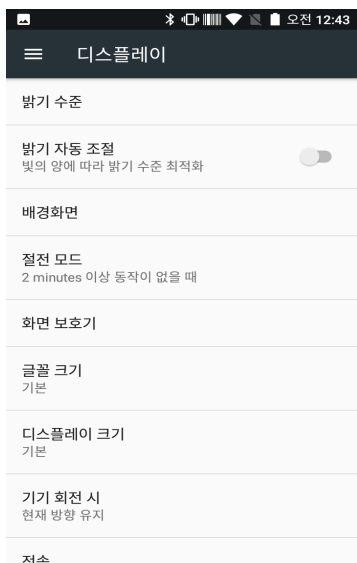 오전 12:43
디스플레이
밝기 수준
밝기 자동 조절
빛의 양에 따라 밝기 수준 최적화
배경화면
절전 모드
2 minutes 이상 동작이 없을 때
화면 보호기
글꼴 크기
기본
디스플레이 크기
기본
기기 회전 시
현재 방향 유지
전송